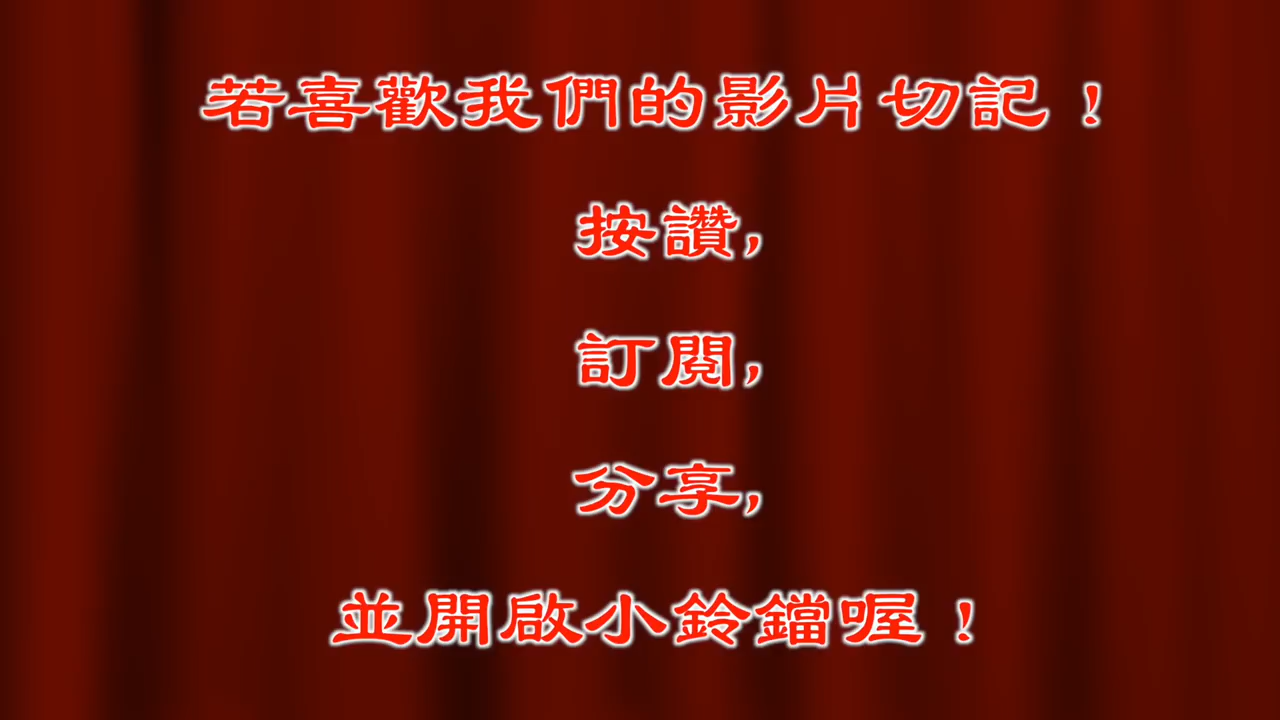 若喜歡我們的影片切記！
按讚,
訂閱,
分享,
並開啟小鈴鐺喔！